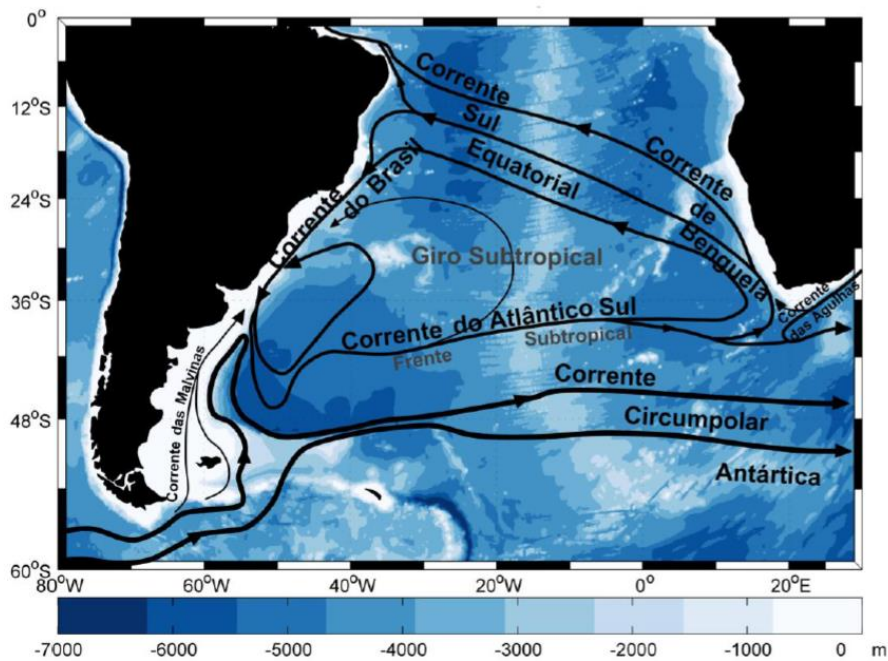 0°
12°S
24°S
36°S
48°S
60°S
80°W
60°W
40°W
20°W
0°
20°E
Corrente
Sul
Equatorial
Corrente
de
Benguela
Corrente
do Brasil
Giro Subtropical
Corrente
das Agulhas
Corrente do Atlântico Sul
Frente
Subtropical
Corrente das Malvinas
Corrente
Circumpolar
Antártica
-7000
-6000
-5000
-4000
-3000
-2000
-1000
0
m